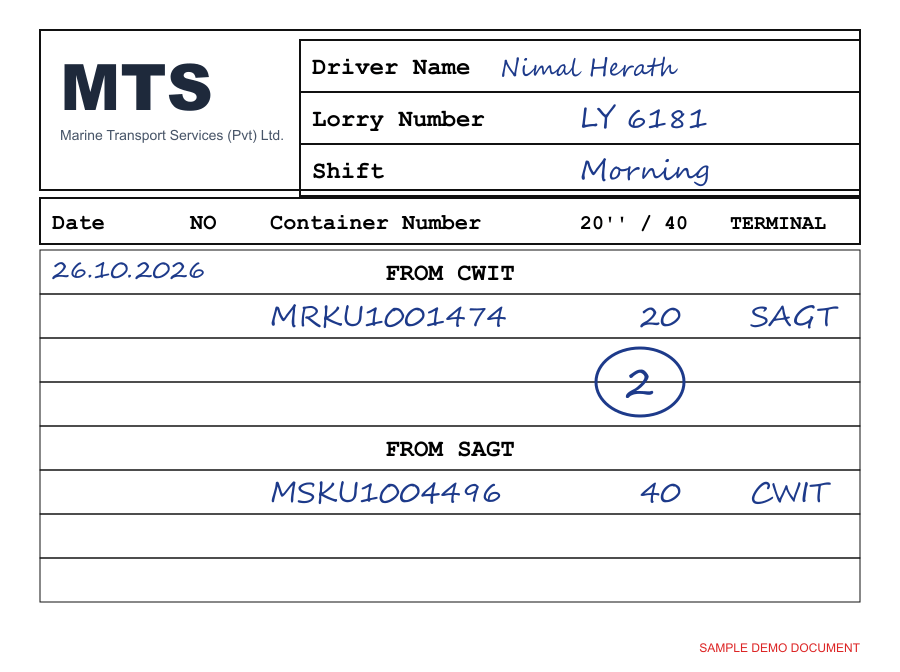 MTS
Marine Transport Services (Pvt) Ltd.
Driver Name Nimal Herath
Lorry Number LY 6181
Shift Morning
Date NO Container Number 20'' / 40 TERMINAL
26.10.2026 FROM CWIT
MRKU1001474 20 SAGT
2
FROM SAGT
MSKU1004496 40 CWIT
SAMPLE DEMO DOCUMENT